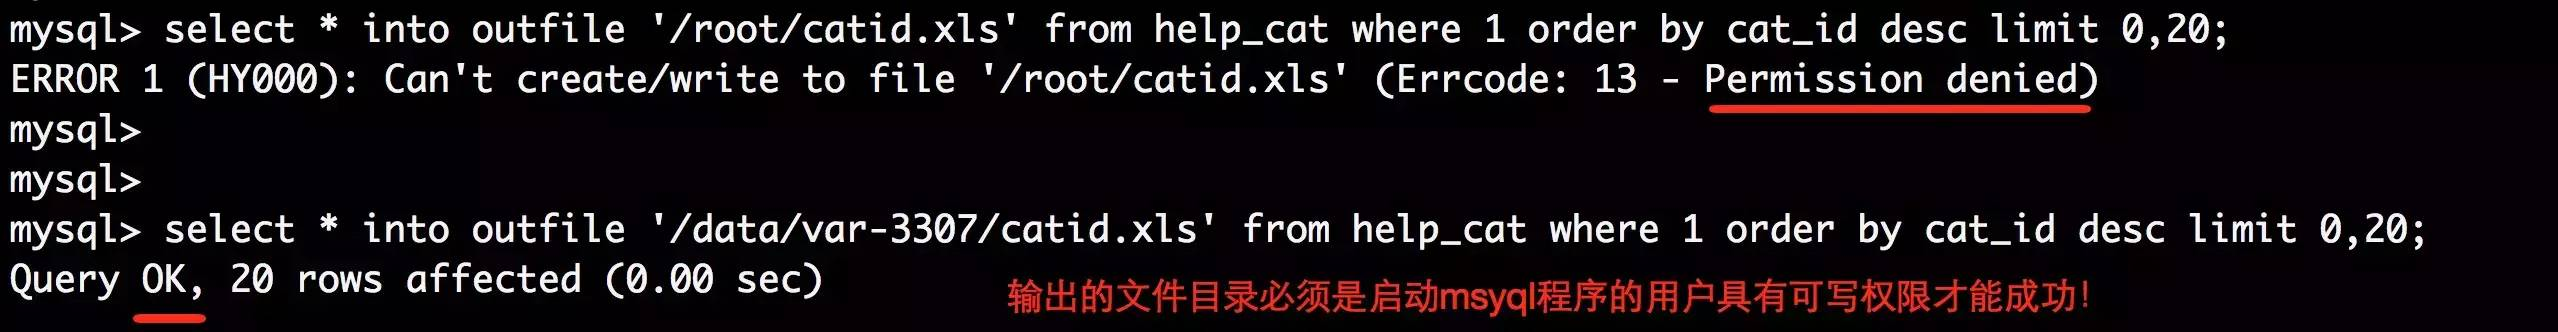 mysql> select * into outfile '/root/catid.xls' from help_cat where 1 order by cat_id desc limit 0,20;
ERROR 1 (HY000): Can't create/write to file '/root/catid.xls' (Errcode: 13 - Permission denied)
mysql>
mysql>
mysql> select * into outfile '/data/var-3307/catid.xls' from help_cat where 1 order by cat_id desc limit 0,20;
Query OK, 20 rows affected (0.00 sec)
输出的文件目录必须是启动msyql程序的用户具有可写权限才能成功!